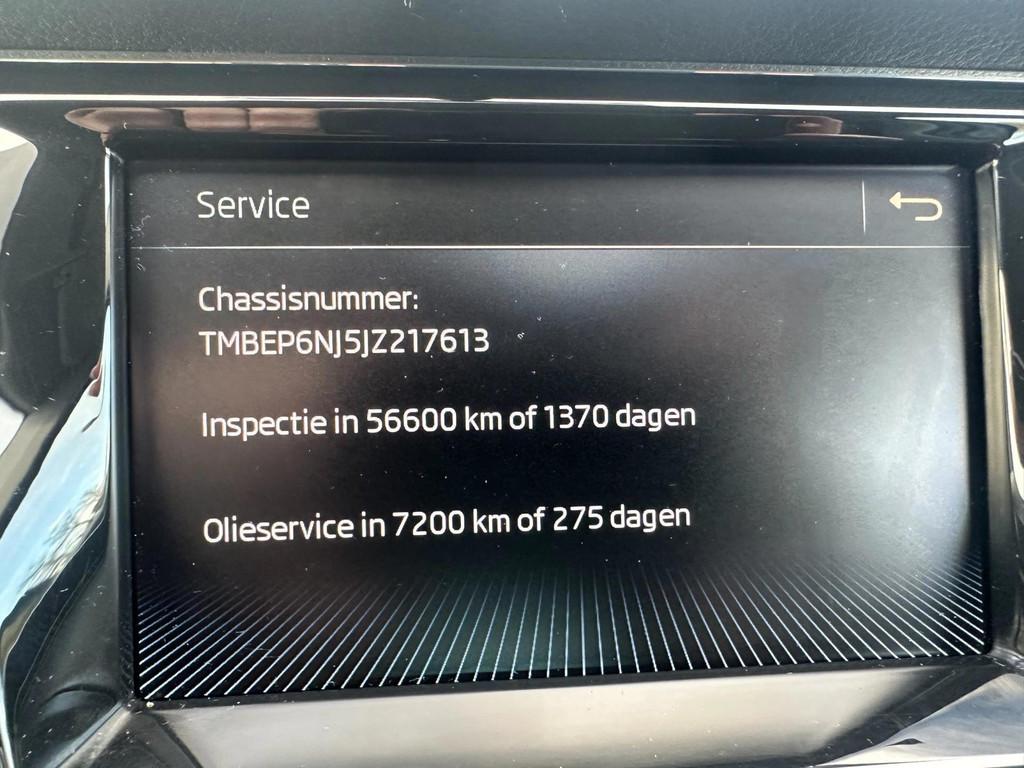 Service
Chassisnummer:
TMBEP6NJ5JZ217613
Inspectie in 56600 km of 1370 dagen
Olieservice in 7200 km of 275 dagen